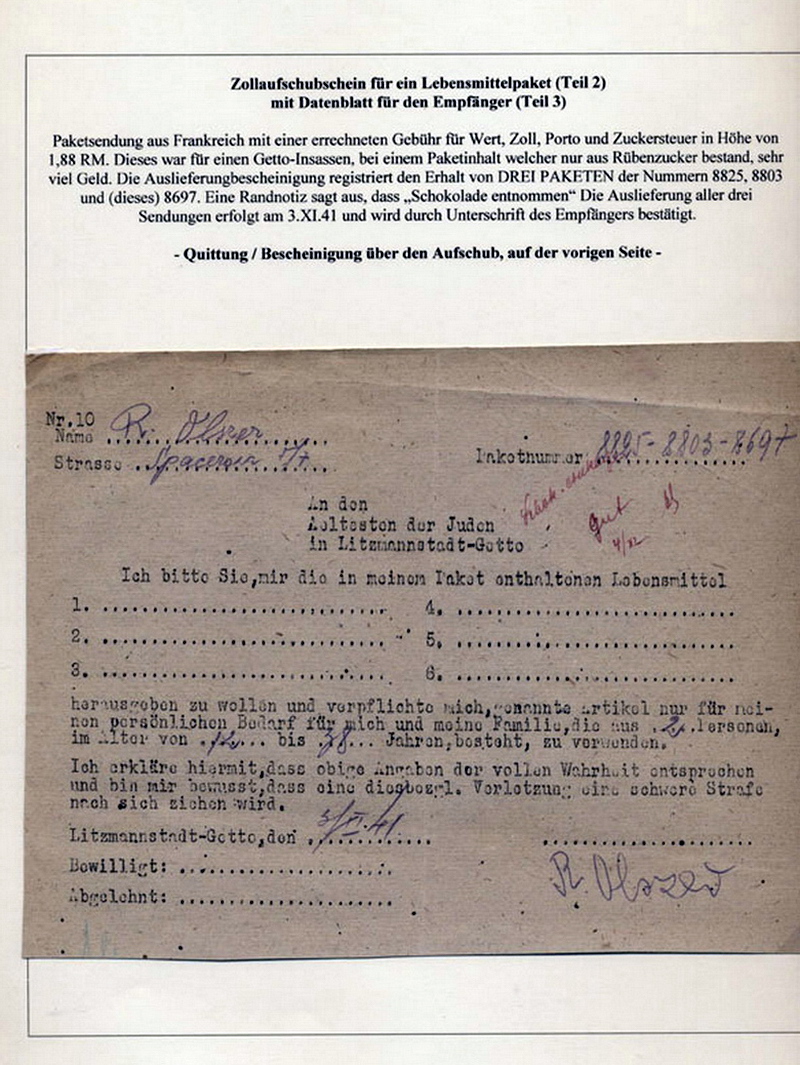 Zollaufschubschein für ein Lebensmittelpaket (Teil 2)
mit Datenblatt für den Empfänger (Teil 3)
Paketsendung aus Frankreich mit einer errechneten Gebühr für Wert, Zoll, Porto und Zuckersteuer in Höhe von
1,88 RM. Dieses war für einen Getto-Insassen, bei einem Paketinhalt welcher nur aus Rübenzucker bestand, sehr
viel Geld. Die Auslieferungbescheinigung registriert den Erhalt von DREI PAKETEN der Nummern 8825, 8803
und (dieses) 8697. Eine Randnotiz sagt aus, dass „Schokolade entnommen“ Die Auslieferung aller drei
Sendungen erfolgt am 3.XI.41 und wird durch Unterschrift des Empfängers bestätigt.
- Quittung / Bescheinigung über den Aufschub, auf der vorigen Seite -
Nr.10
Name R. Olszer
Strasse
Paketnummer 8825-8803-8697
An den
Aeltesten der Juden
in Litzmannstadt-Getto
gut
Ich bitte Sie,mir die in meinem Paket enthaltenen Lebensmittel
1. .............................. 4. ..............................
2. .............................. 5. ..............................
3. .............................. 6. ..............................
herausgeben zu wollen und verpflichte mich,genannte Artikel nur für mei-
nen persönlichen Bedarf für mich und meine Familie,die aus 2 Personen,
im Alter von ... bis ... Jahren,besteht, zu verwenden.
Ich erkläre hiermit,dass obige Angaben der vollen Wahrheit entsprechen
und bin mir bewusst,dass eine diesbezgl. Verletzung eine schwere Strafe
nach sich ziehen wird.
Litzmannstadt-Getto,den 3/XI.41
Bewilligt: ..............................
R. Olszer
Abgelehnt: ..............................